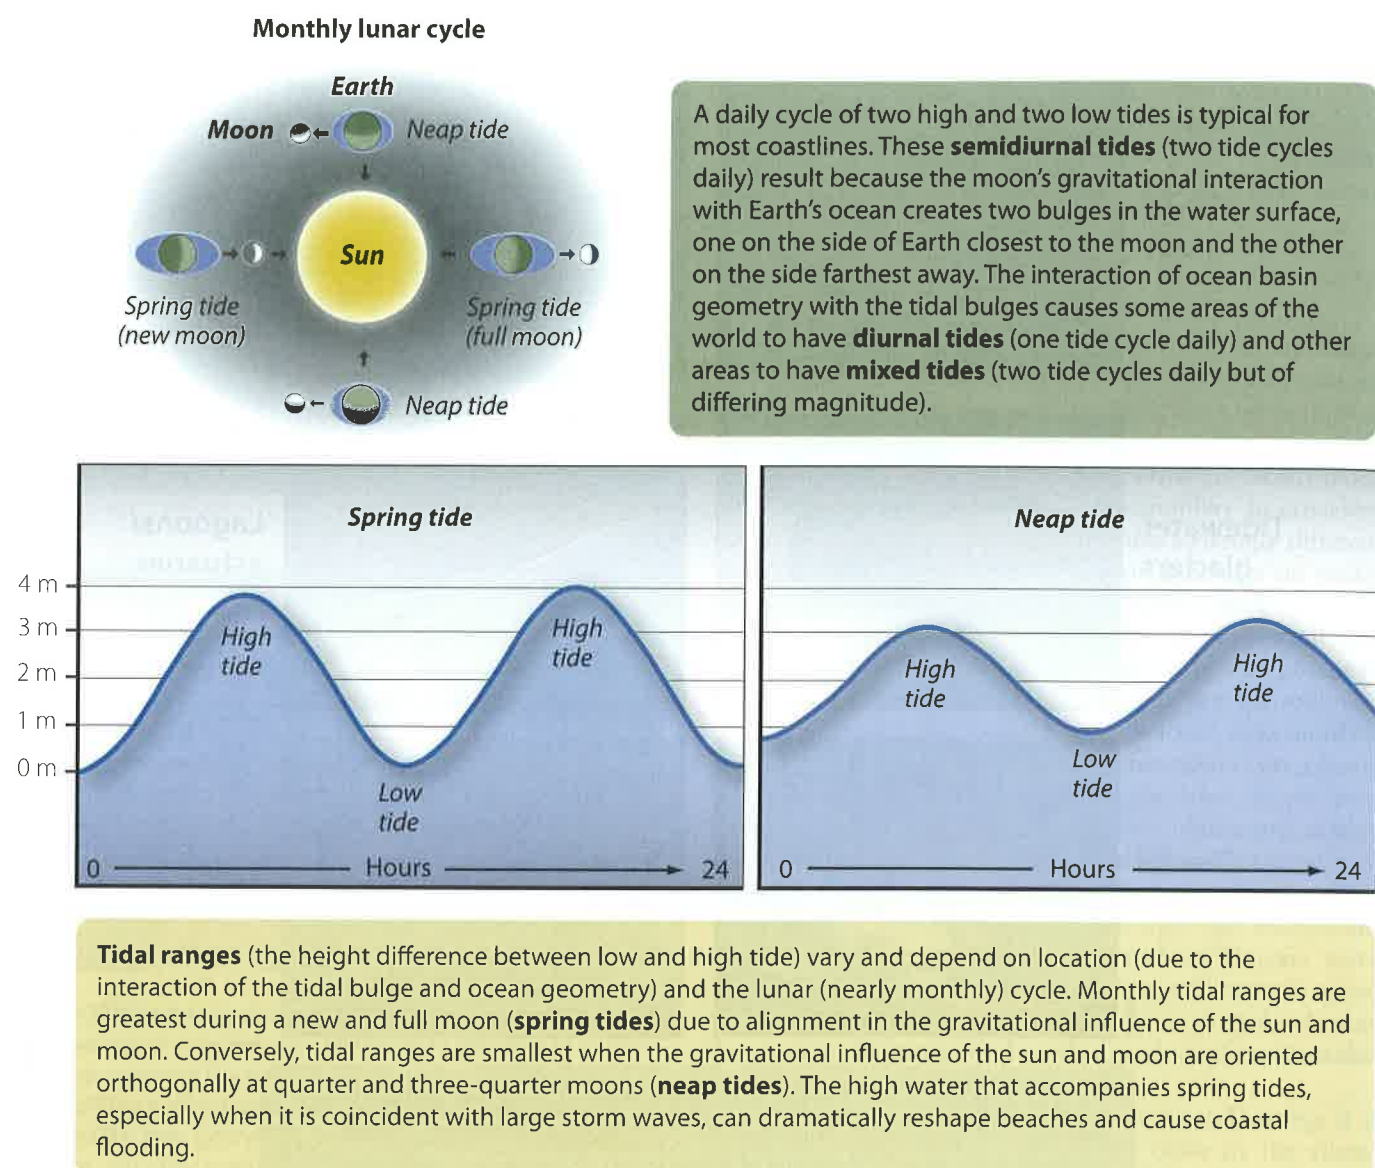 Monthly lunar cycle
Earth
Moon
Neap tide
Sun
Spring tide
(new moon)
Spring tide
(full moon)
Neap tide
A daily cycle of two high and two low tides is typical for
most coastlines. These semidiurnal tides (two tide cycles
daily) result because the moon's gravitational interaction
with Earth's ocean creates two bulges in the water surface,
one on the side of Earth closest to the moon and the other
on the side farthest away. The interaction of ocean basin
geometry with the tidal bulges causes some areas of the
world to have diurnal tides (one tide cycle daily) and other
areas to have mixed tides (two tide cycles daily but of
differing magnitude).
Spring tide
4 m
3 m
2 m
1 m
0 m
High
tide
High
tide
Low
tide
0
Hours
24
Neap tide
High
tide
High
tide
Low
tide
0
Hours
24
Tidal ranges (the height difference between low and high tide) vary and depend on location (due to the
interaction of the tidal bulge and ocean geometry) and the lunar (nearly monthly) cycle. Monthly tidal ranges are
greatest during a new and full moon (spring tides) due to alignment in the gravitational influence of the sun and
moon. Conversely, tidal ranges are smallest when the gravitational influence of the sun and moon are oriented
orthogonally at quarter and three-quarter moons (neap tides). The high water that accompanies spring tides,
especially when it is coincident with large storm waves, can dramatically reshape beaches and cause coastal
flooding.